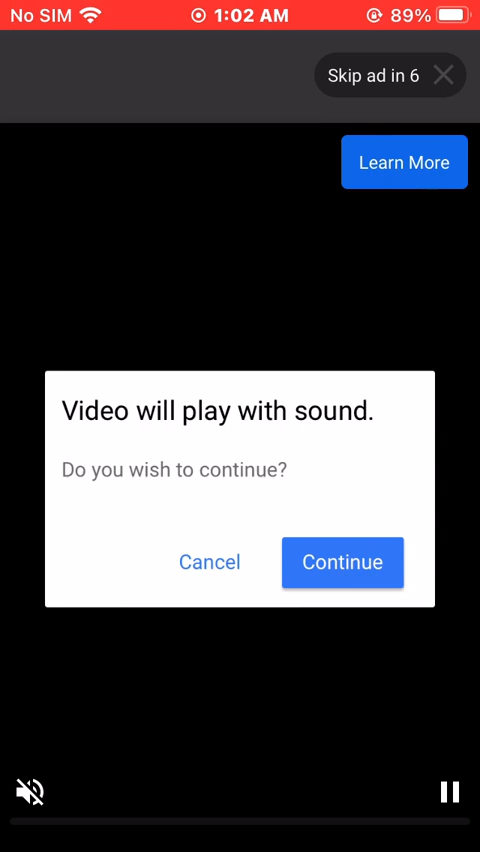 No SIM 1:02 AM 89%
Skip ad in 6
Learn More
Video will play with sound.
Do you wish to continue?
Cancel Continue